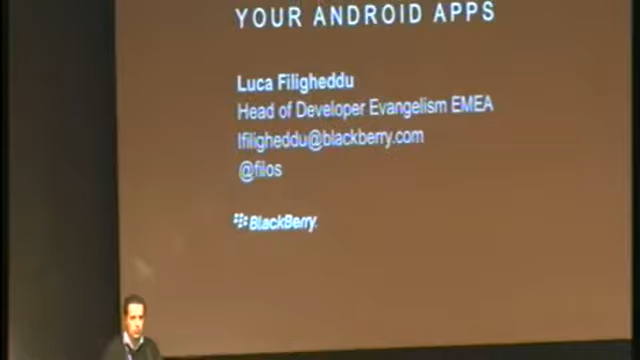 YOUR ANDROID APPS
Luca Filigheddu
Head of Developer Evangelism EMEA
lfiligheddu@blackberry.com
@filos
BlackBerry